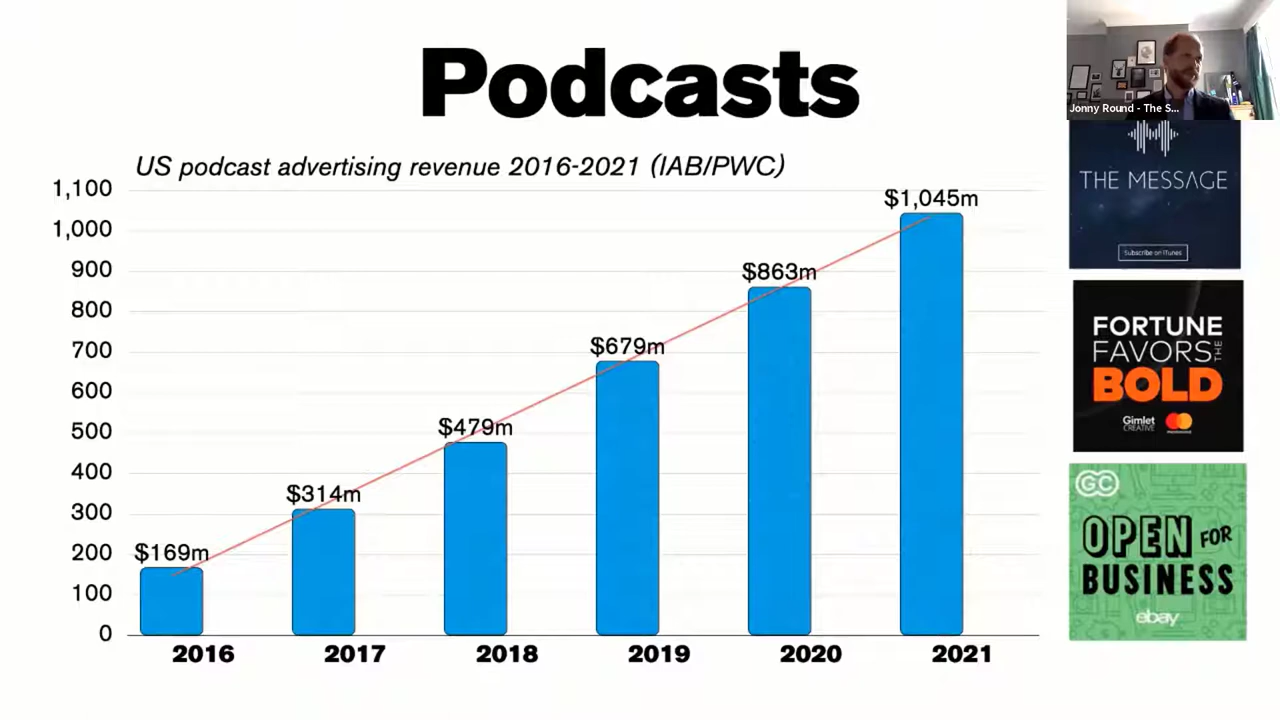 Podcasts
US podcast advertising revenue 2016-2021 (IAB/PWC)
1,100
1,000
900
800
700
600
500
400
300
200
100
0
$169m
$314m
$479m
$679m
$863m
$1,045m
2016 2017 2018 2019 2020 2021
Jonny Round - The S...
THE MESSAGE
Subscribe on iTunes
FORTUNE
FAVORS THE
BOLD
Gimlet
CREATIVE
mastercard
GC
OPEN FOR
BUSINESS
ebay